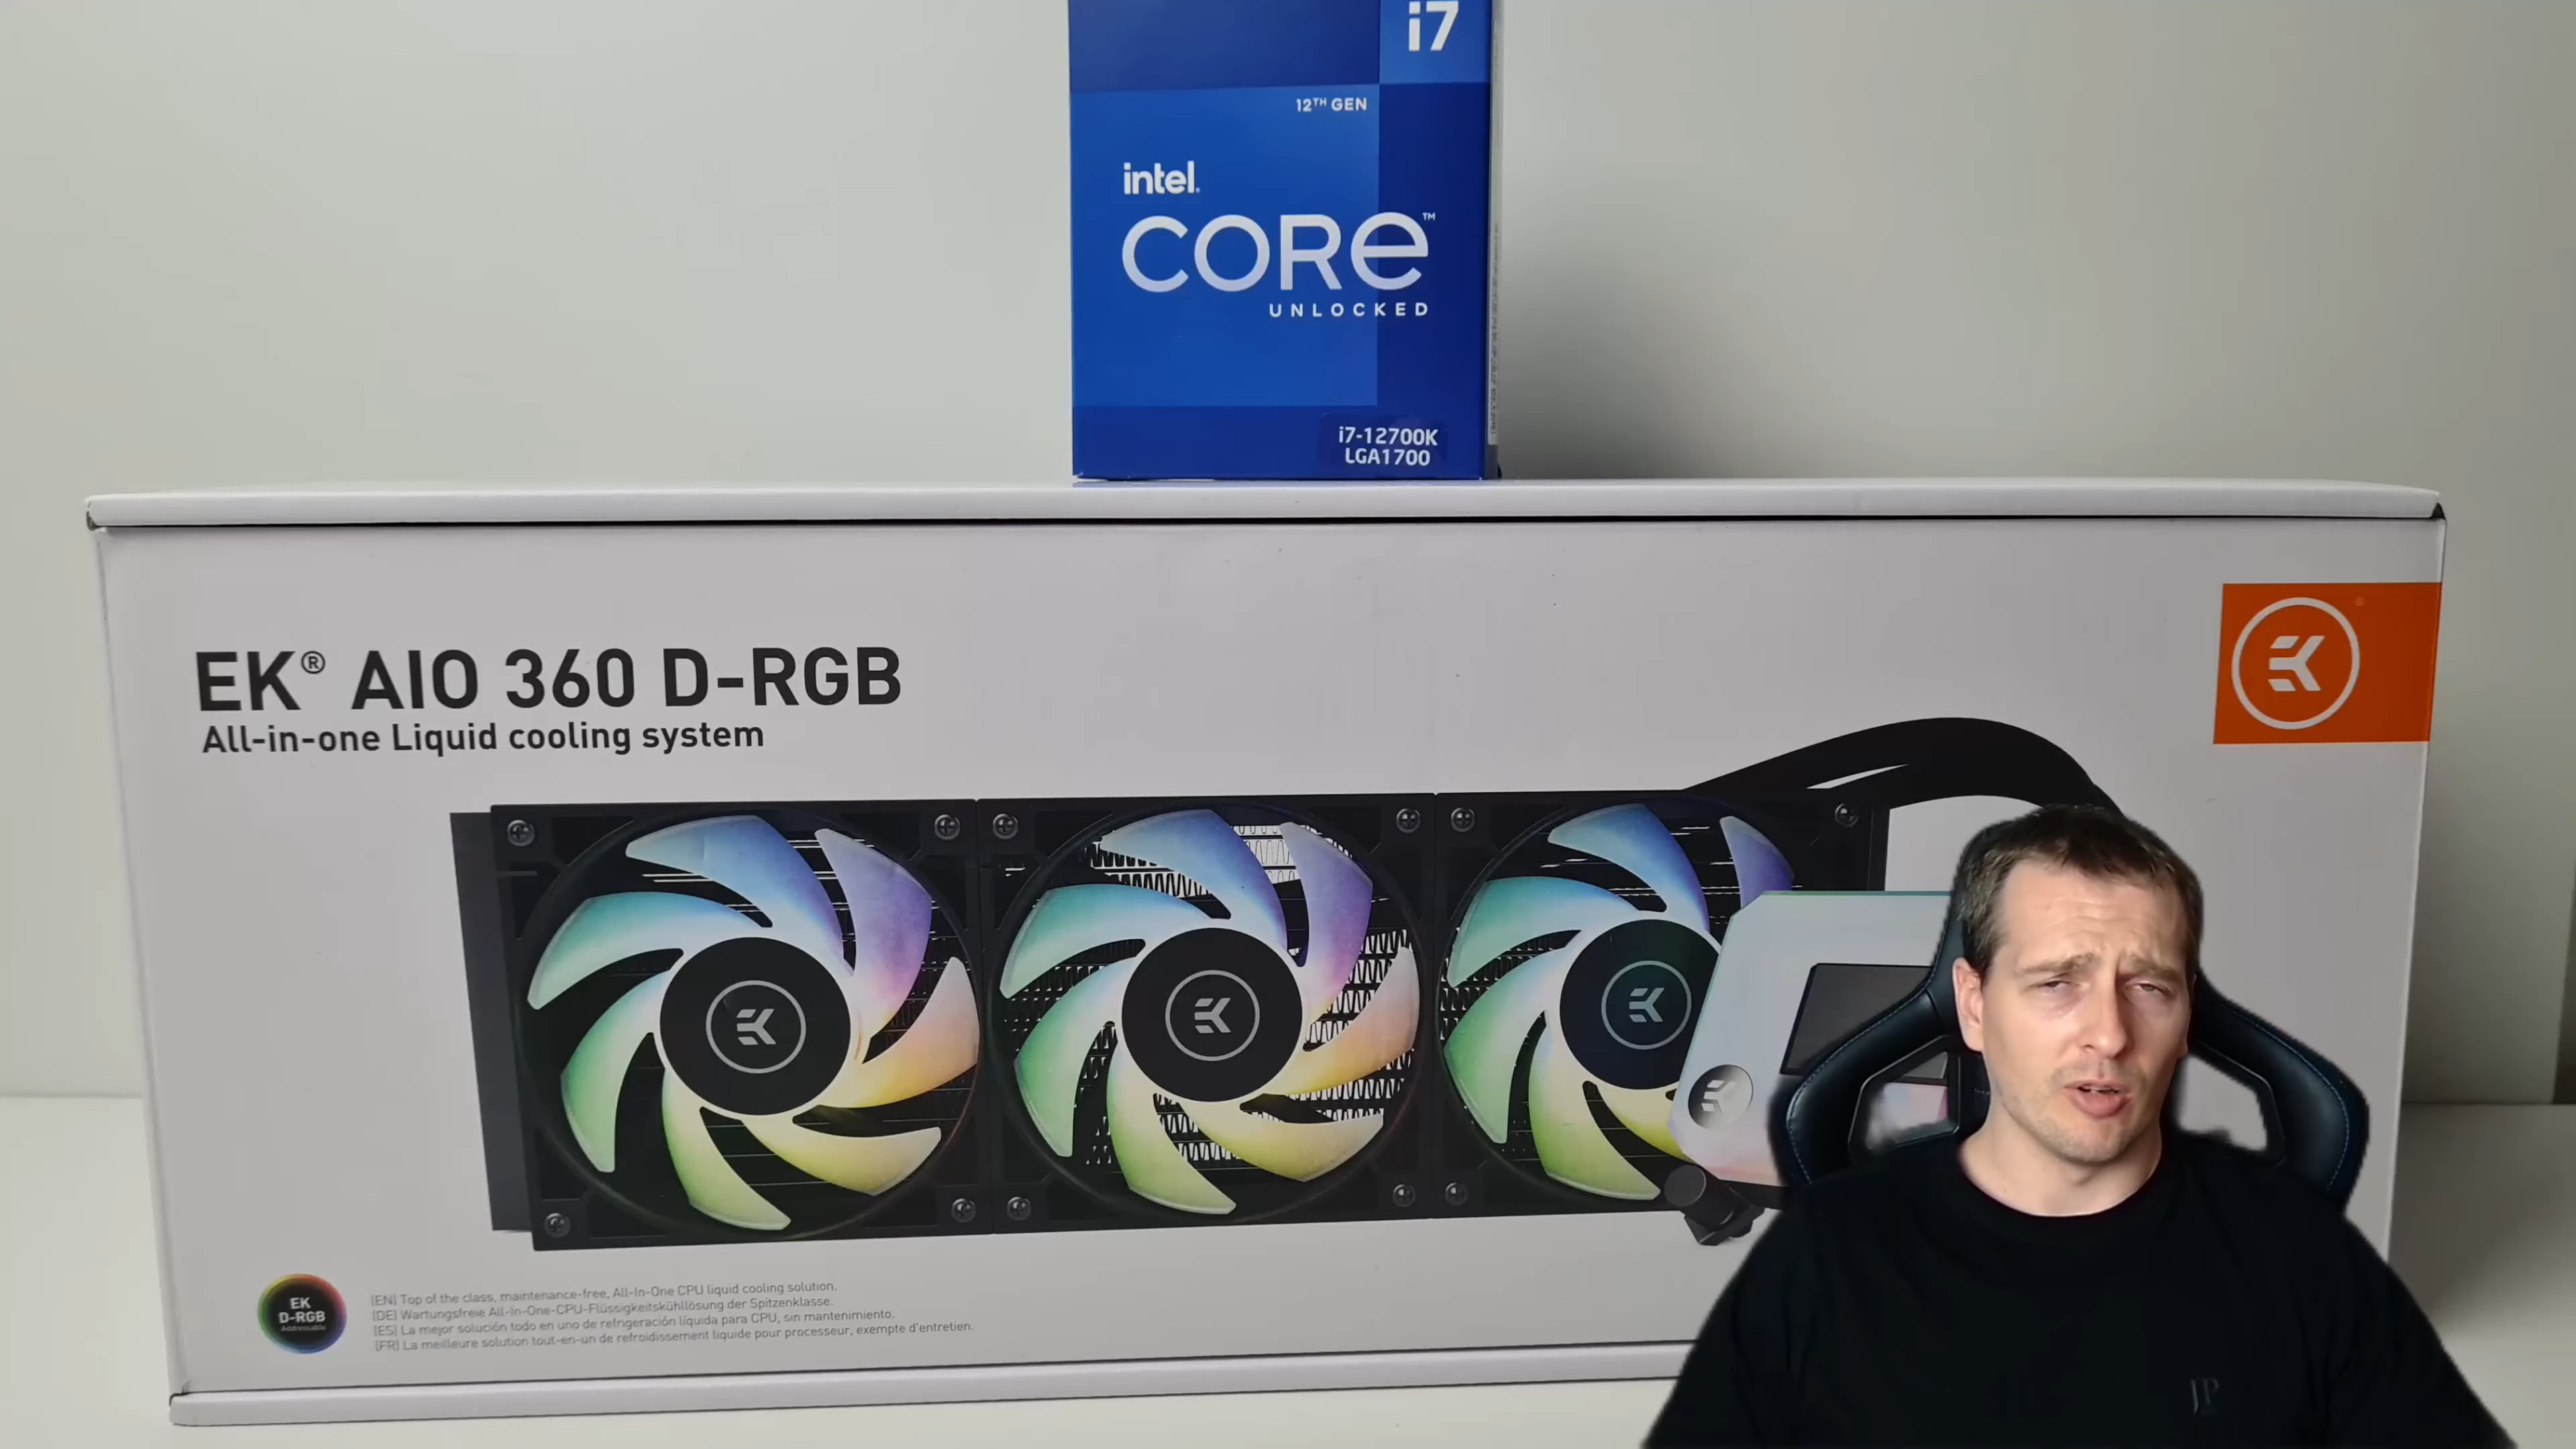 i7
12TH GEN
intel.
CORE™
UNLOCKED
i7-12700K
LGA1700
EK® AIO 360 D-RGB
All-in-one Liquid cooling system
EK
D-RGB
Addressable
[EN] Top of the class, maintenance-free, All-In-One CPU liquid cooling solution.
[DE] Wartungsfreie All-In-One-CPU-Flüssigkeitskühllösung der Spitzenklasse.
[ES] La mejor solución todo en uno de refrigeración líquida para CPU, sin mantenimiento.
[FR] La meilleure solution tout-en-un de refroidissement liquide pour processeur, exempte d'entretien.
JP